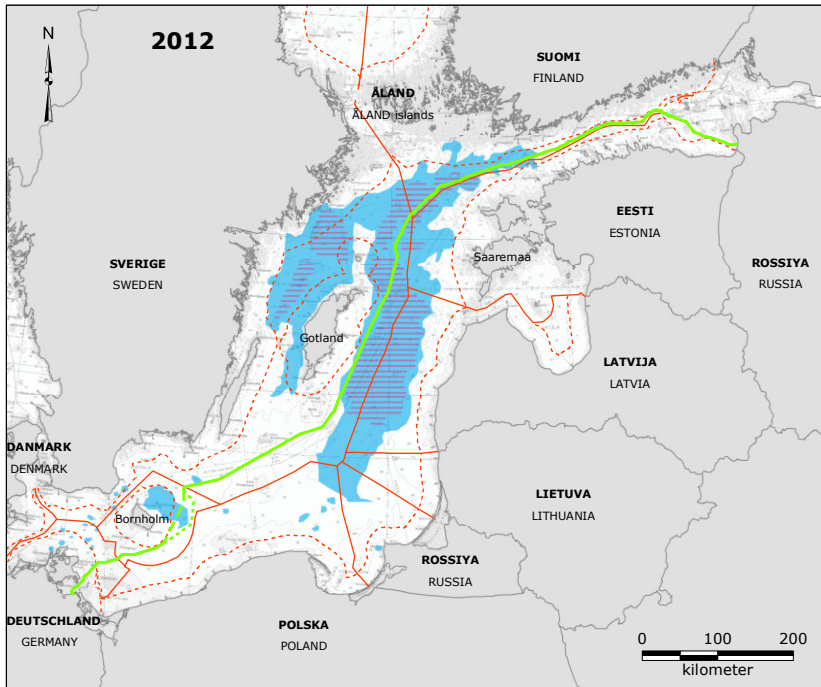 N
2012
SUOMI
FINLAND
ÅLAND
ÅLAND islands
EESTI
ESTONIA
SVERIGE
SWEDEN
Saaremaa
ROSSIYA
RUSSIA
Gotland
LATVIJA
LATVIA
DANMARK
DENMARK
LIETUVA
LITHUANIA
Bornholm
ROSSIYA
RUSSIA
DEUTSCHLAND
GERMANY
POLSKA
POLAND
0 100 200
kilometer